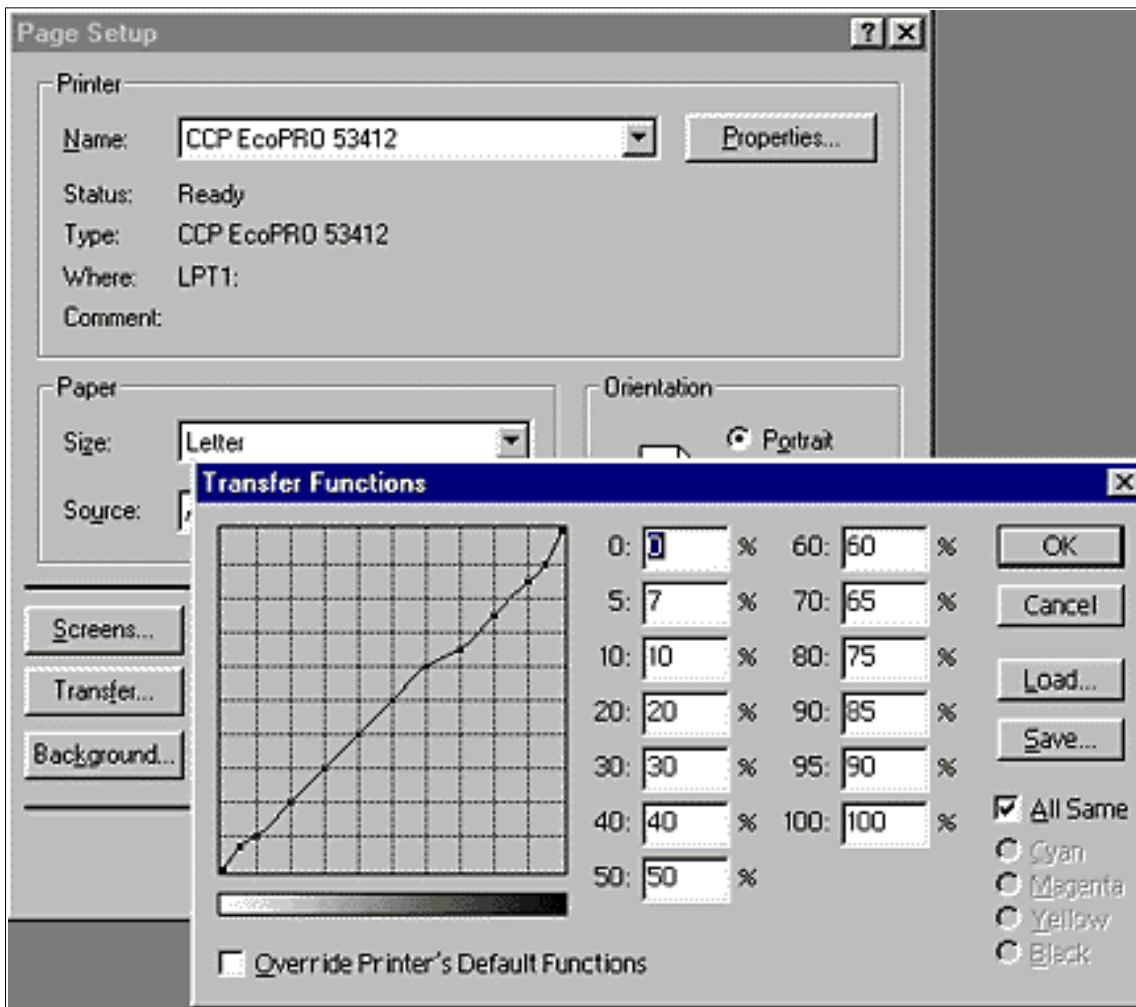 Page Setup
Printer
Name: CCP EcoPRO 53412 Properties...
Status: Ready
Type: CCP EcoPRO 53412
Where: LPT1:
Comment:
Paper
Size: Letter
Source:
Orientation
Portrait
Screens...
Transfer...
Background...
Transfer Functions
0: 0 % 60: 60 %
5: 7 % 70: 65 %
10: 10 % 80: 75 %
20: 20 % 90: 85 %
30: 30 % 95: 90 %
40: 40 % 100: 100 %
50: 50 %
OK
Cancel
Load...
Save...
All Same
Cyan
Magenta
Yellow
Black
Override Printer's Default Functions